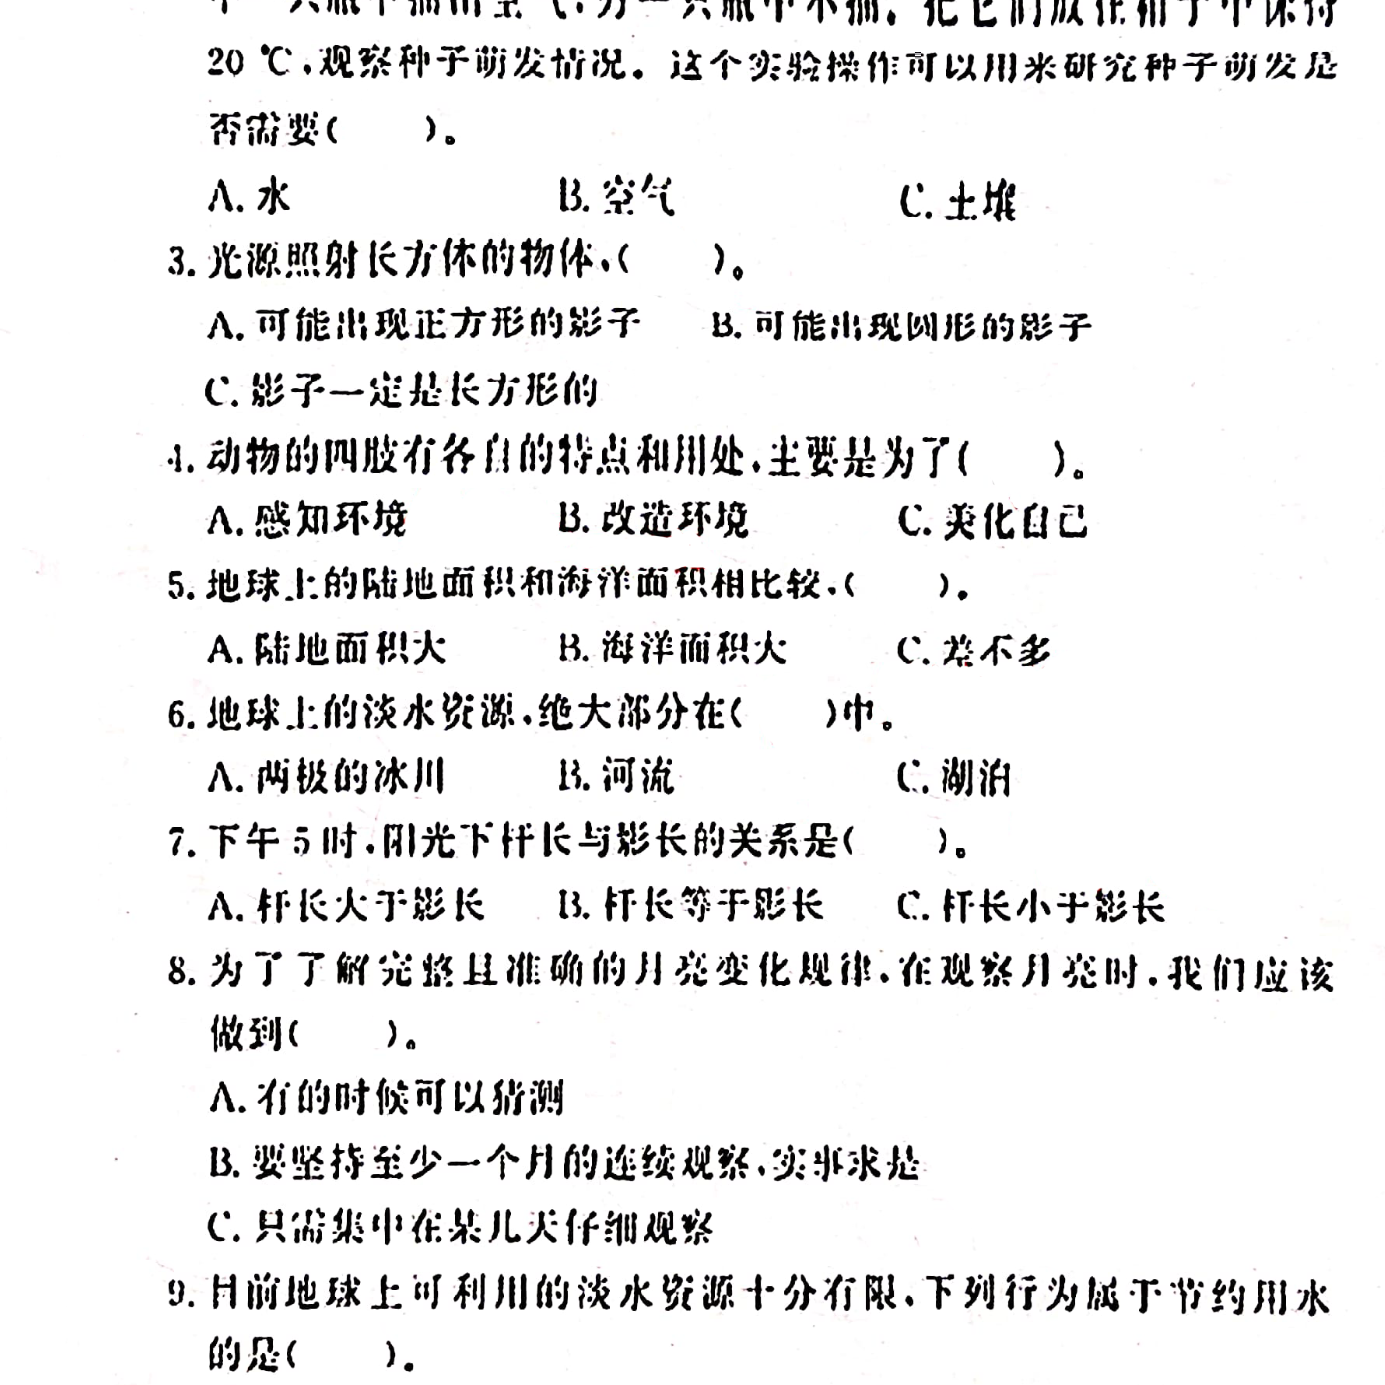 一只瓶中抽出空气,另一只瓶中不抽。把它们放在箱子中保持
20 ℃,观察种子萌发情况。这个实验操作可以用来研究种子萌发是
否需要(  )。
A. 水 B. 空气 C. 土壤
3. 光源照射长方体的物体,(  )。
A. 可能出现正方形的影子 B. 可能出现圆形的影子
C. 影子一定是长方形的
4. 动物的四肢有各自的特点和用处,主要是为了(  )。
A. 感知环境 B. 改造环境 C. 美化自己
5. 地球上的陆地面积和海洋面积相比较,(  )。
A. 陆地面积大 B. 海洋面积大 C. 差不多
6. 地球上的淡水资源,绝大部分在(  )中。
A. 两极的冰川 B. 河流 C. 湖泊
7. 下午 5 时,阳光下杆长与影长的关系是(  )。
A. 杆长大于影长 B. 杆长等于影长 C. 杆长小于影长
8. 为了了解完整且准确的月亮变化规律,在观察月亮时,我们应该
做到(  )。
A. 有的时候可以猜测
B. 要坚持至少一个月的连续观察,实事求是
C. 只需集中在某几天仔细观察
9. 目前地球上可利用的淡水资源十分有限,下列行为属于节约用水
的是(  )。